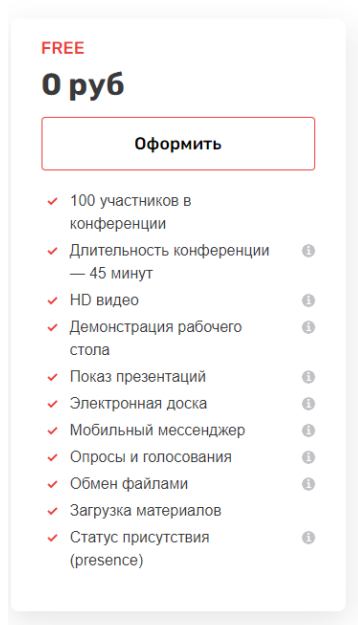 FREE
0 руб
Оформить
100 участников в
конференции
Длительность конференции
— 45 минут
HD видео
Демонстрация рабочего
стола
Показ презентаций
Электронная доска
Мобильный мессенджер
Опросы и голосования
Обмен файлами
Загрузка материалов
Статус присутствия
(presence)